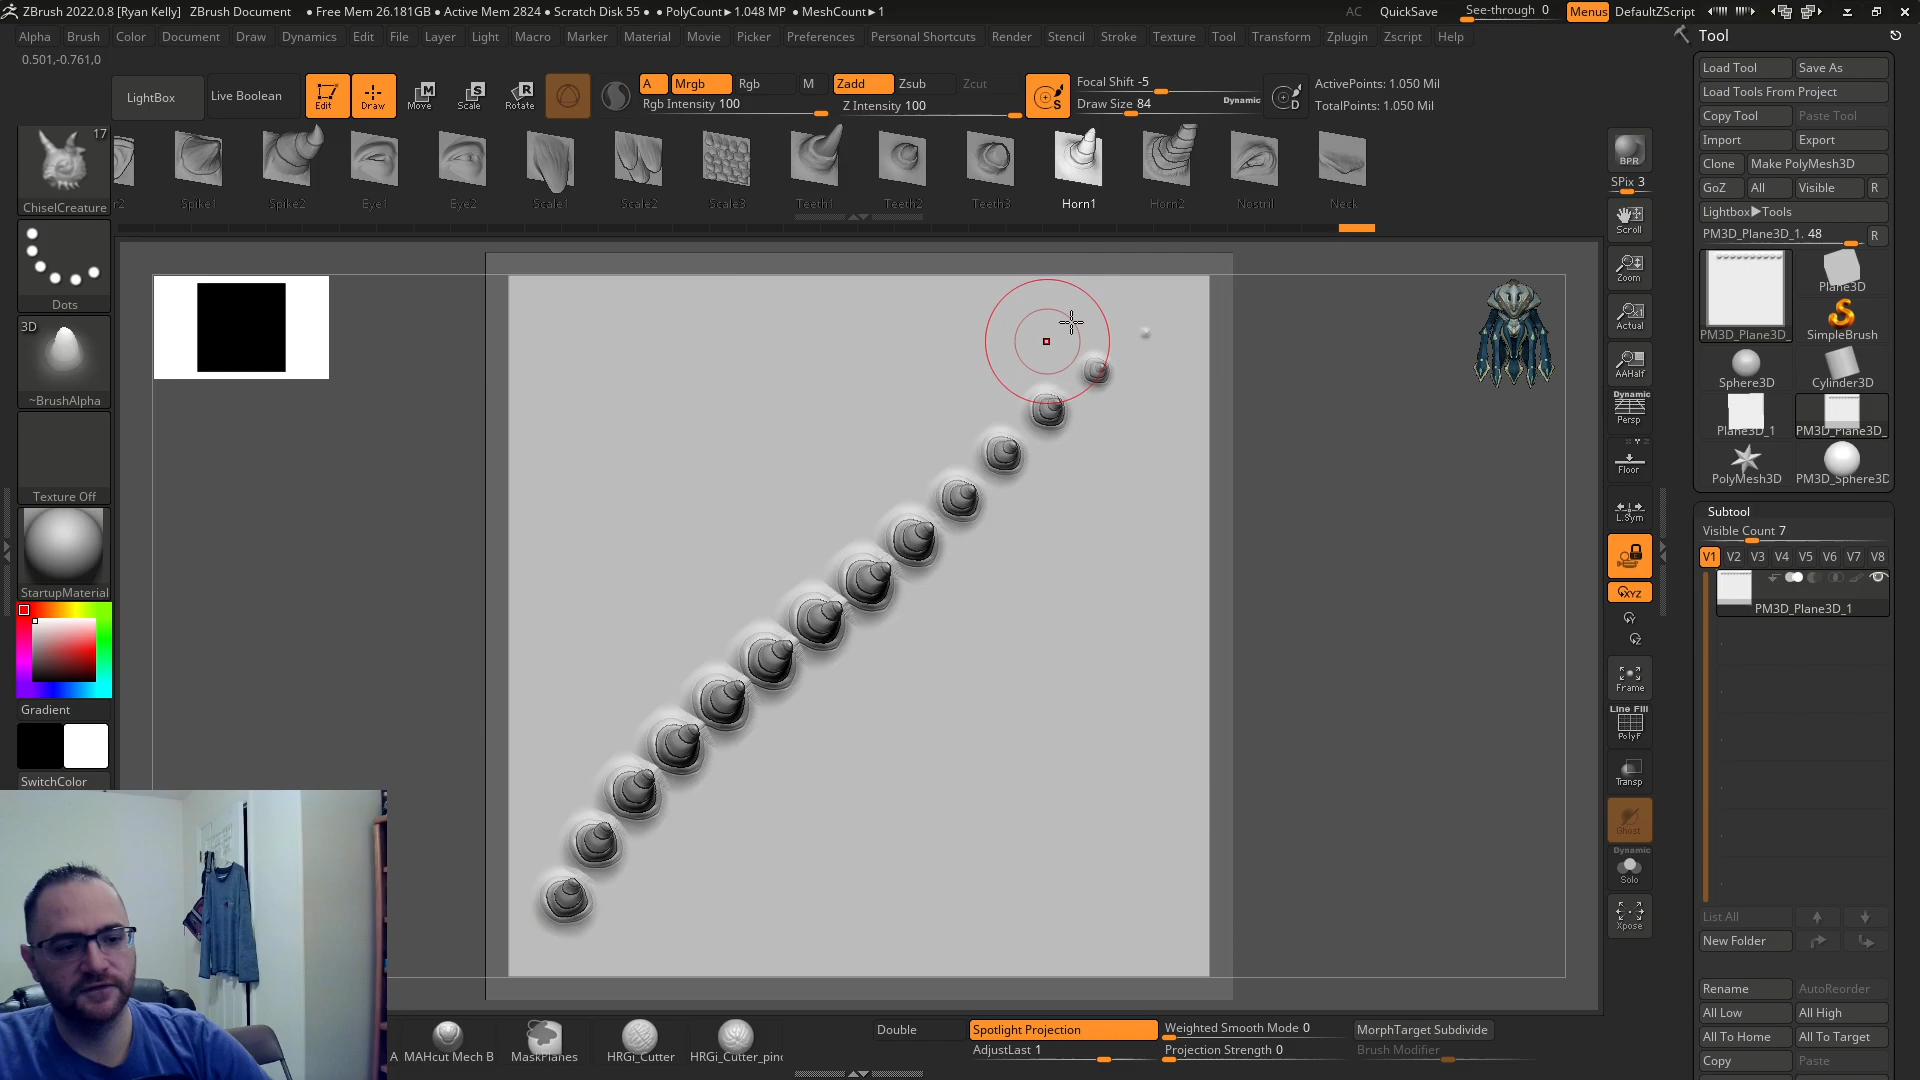 ZBrush 2022.0.8 [Ryan Kelly] ZBrush Document ● Free Mem 26.181GB ● Active Mem 2824 ● Scratch Disk 55 ● ● PolyCount►1.048 MP ● MeshCount►1 AC QuickSave See-through 0 Menus DefaultZScript
Alpha Brush Color Document Draw Dynamics Edit File Layer Light Macro Marker Material Movie Picker Preferences Personal Shortcuts Render Stencil Stroke Texture Tool Transform Zplugin Zscript Help
0.501,-0.761,0
LightBox Live Boolean Edit Draw Move Scale Rotate
A Mrgb Rgb M Zadd Zsub Zcut
Rgb Intensity 100 Z Intensity 100
Focal Shift -5
Draw Size 84 Dynamic
ActivePoints: 1.050 Mil
TotalPoints: 1.050 Mil
r2 Spike1 Spike2 Eye1 Eye2 Scale1 Scale2 Scale3 Teeth1 Teeth2 Teeth3 Horn1 Horn2 Nostril Neck
17
ChiselCreature
Dots
3D
~BrushAlpha
Texture Off
StartupMaterial
Gradient
SwitchColor
BPR
SPix 3
Scroll
Zoom
Actual
AAHalf
Dynamic
Persp
Floor
L.Sym
XYZ
Y
Z
Frame
Line Fill
PolyF
Transp
Ghost
Dynamic
Solo
Xpose
Tool
Load Tool Save As
Load Tools From Project
Copy Tool Paste Tool
Import Export
Clone Make PolyMesh3D
GoZ All Visible R
Lightbox►Tools
PM3D_Plane3D_1. 48 R
PM3D_Plane3D_ Plane3D
SimpleBrush
Sphere3D Cylinder3D
Plane3D_1 PM3D_Plane3D_
PolyMesh3D PM3D_Sphere3D
Subtool
Visible Count 7
V1 V2 V3 V4 V5 V6 V7 V8
PM3D_Plane3D_1
List All
New Folder
Rename AutoReorder
All Low All High
All To Home All To Target
Copy Paste
A MAHcut Mech B MaskPlanes HRGi_Cutter HRGi_Cutter_pinc
Double Spotlight Projection Weighted Smooth Mode 0 MorphTarget Subdivide
AdjustLast 1 Projection Strength 0 Brush Modifier